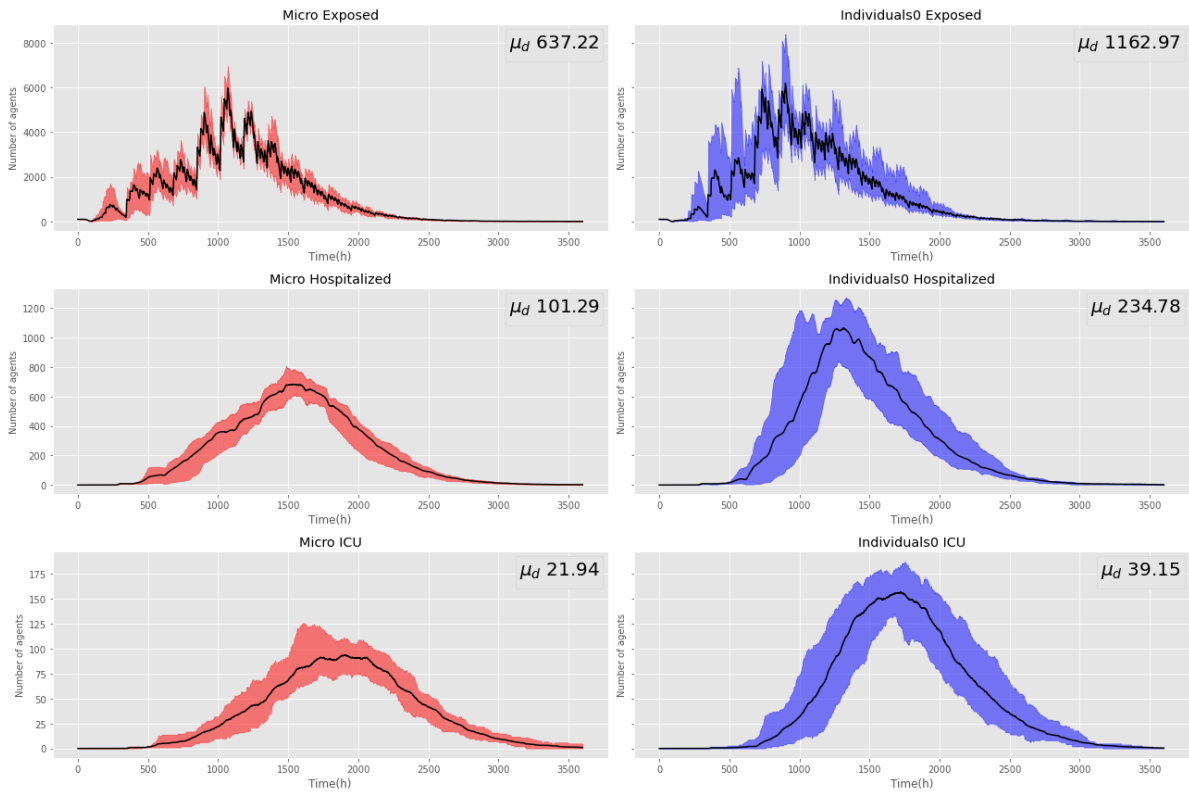 Micro Exposed
μd 637.22
Number of agents
8000
6000
4000
2000
0
0 500 1000 1500 2000 2500 3000 3500
Time(h)
Individuals0 Exposed
μd 1162.97
Number of agents
0 500 1000 1500 2000 2500 3000 3500
Time(h)
Micro Hospitalized
μd 101.29
Number of agents
1200
1000
800
600
400
200
0
0 500 1000 1500 2000 2500 3000 3500
Time(h)
Individuals0 Hospitalized
μd 234.78
Number of agents
0 500 1000 1500 2000 2500 3000 3500
Time(h)
Micro ICU
μd 21.94
Number of agents
175
150
125
100
75
50
25
0
0 500 1000 1500 2000 2500 3000 3500
Time(h)
Individuals0 ICU
μd 39.15
Number of agents
0 500 1000 1500 2000 2500 3000 3500
Time(h)